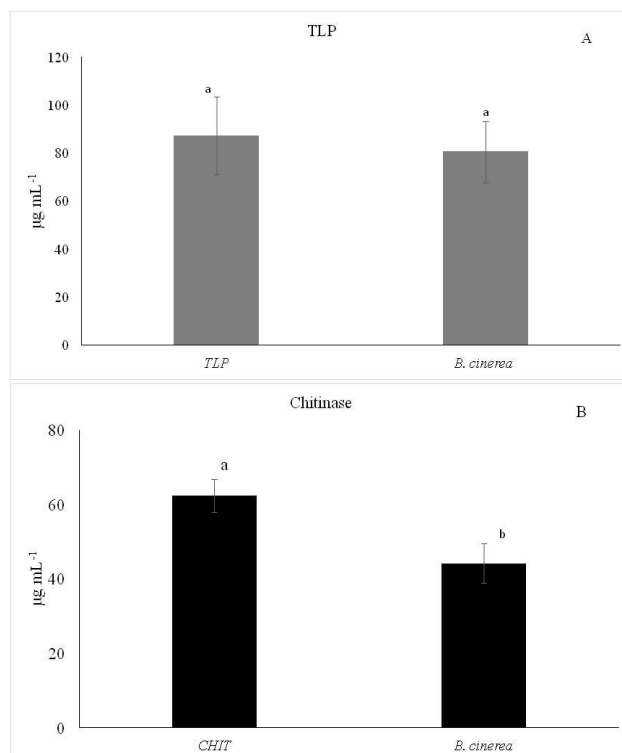 TLP
A
120
a
a
100
80
60
40
20
0
µg mL⁻¹
TLP
B. cinerea
Chitinase
B
80
a
b
60
40
20
0
µg mL⁻¹
CHIT
B. cinerea